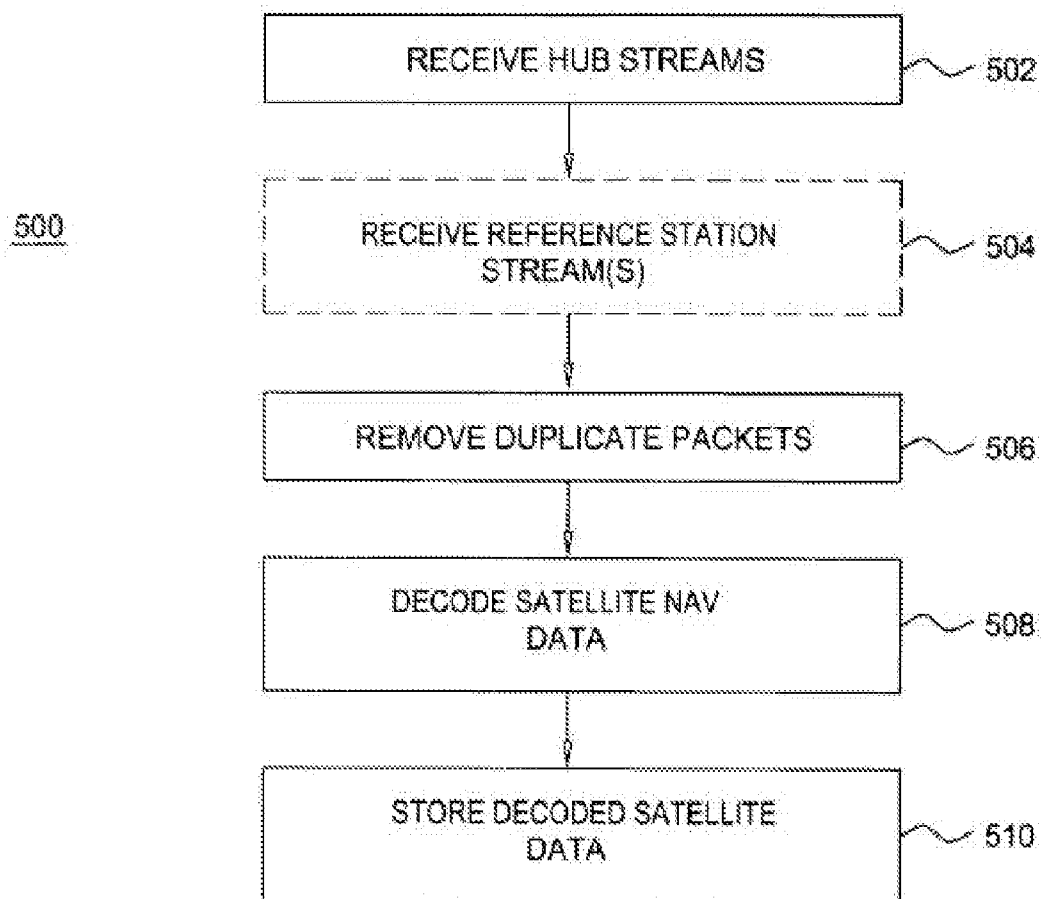 RECEIVE HUB STREAMS
502
500
RECEIVE REFERENCE STATION
STREAM(S)
504
REMOVE DUPLICATE PACKETS
506
DECODE SATELLITE NAV
DATA
508
STORE DECODED SATELLITE
DATA
510